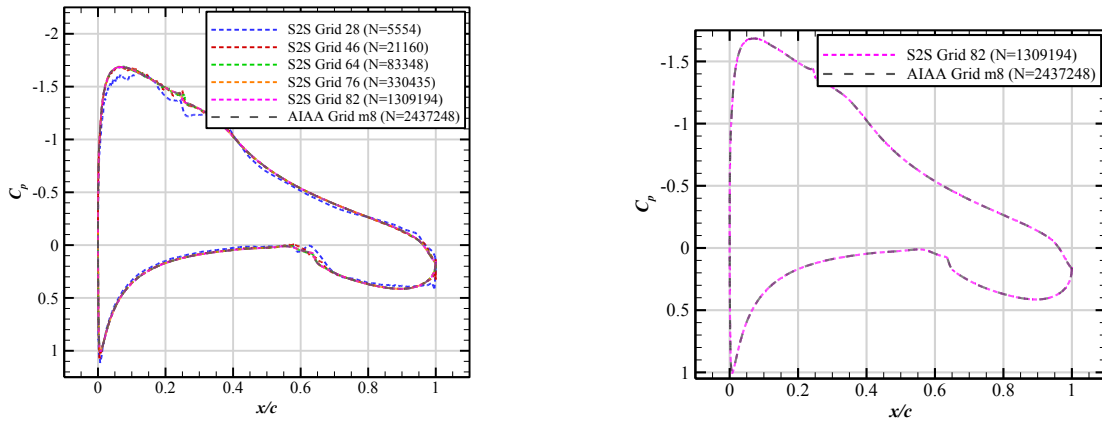 -2
-1.5
-1
-0.5
0
0.5
1
C_p
0 0.2 0.4 0.6 0.8 1
x/c
S2S Grid 28 (N=5554)
S2S Grid 46 (N=21160)
S2S Grid 64 (N=83348)
S2S Grid 76 (N=330435)
S2S Grid 82 (N=1309194)
AIAA Grid m8 (N=2437248)
-1.5
-1
-0.5
0
0.5
1
C_p
0 0.2 0.4 0.6 0.8 1
x/c
S2S Grid 82 (N=1309194)
AIAA Grid m8 (N=2437248)